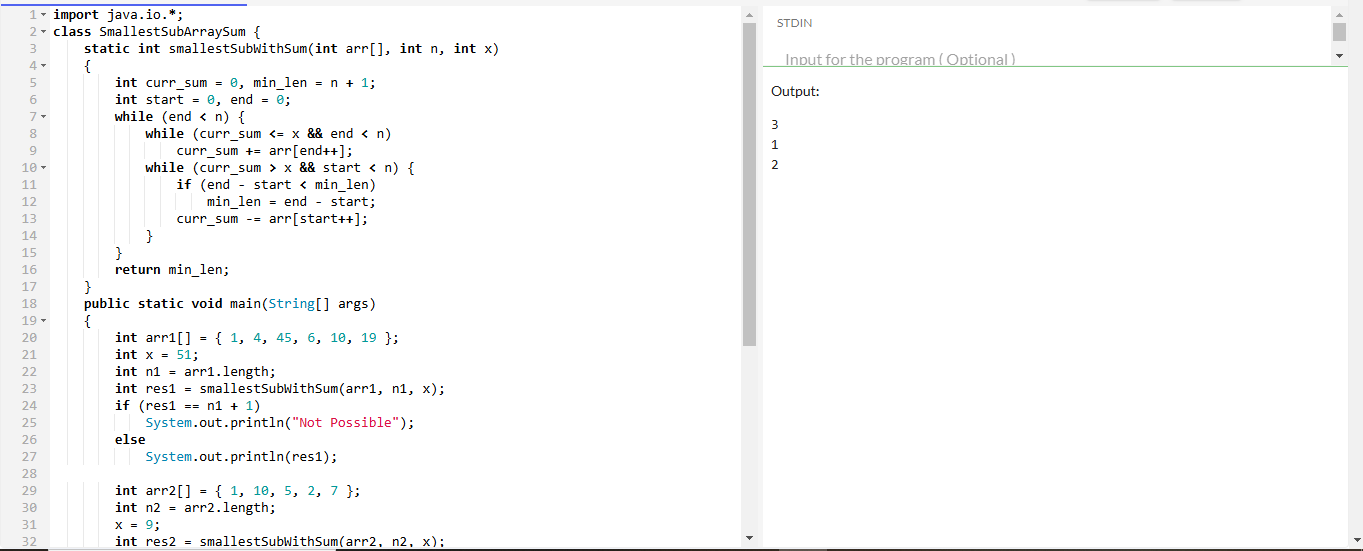 1 import java.io.*;
2 class SmallestSubArraySum {
3     static int smallestSubWithSum(int arr[], int n, int x)
4     {
5         int curr_sum = 0, min_len = n + 1;
6         int start = 0, end = 0;
7         while (end < n) {
8             while (curr_sum <= x && end < n)
9                 curr_sum += arr[end++];
10             while (curr_sum > x && start < n) {
11                 if (end - start < min_len)
12                     min_len = end - start;
13                 curr_sum -= arr[start++];
14             }
15         }
16         return min_len;
17     }
18     public static void main(String[] args)
19     {
20         int arr1[] = { 1, 4, 45, 6, 10, 19 };
21         int x = 51;
22         int n1 = arr1.length;
23         int res1 = smallestSubWithSum(arr1, n1, x);
24         if (res1 == n1 + 1)
25             System.out.println("Not Possible");
26         else
27             System.out.println(res1);
28
29         int arr2[] = { 1, 10, 5, 2, 7 };
30         int n2 = arr2.length;
31         x = 9;
32         int res2 = smallestSubWithSum(arr2, n2, x);
STDIN
Input for the program ( Optional )
Output:
3
1
2